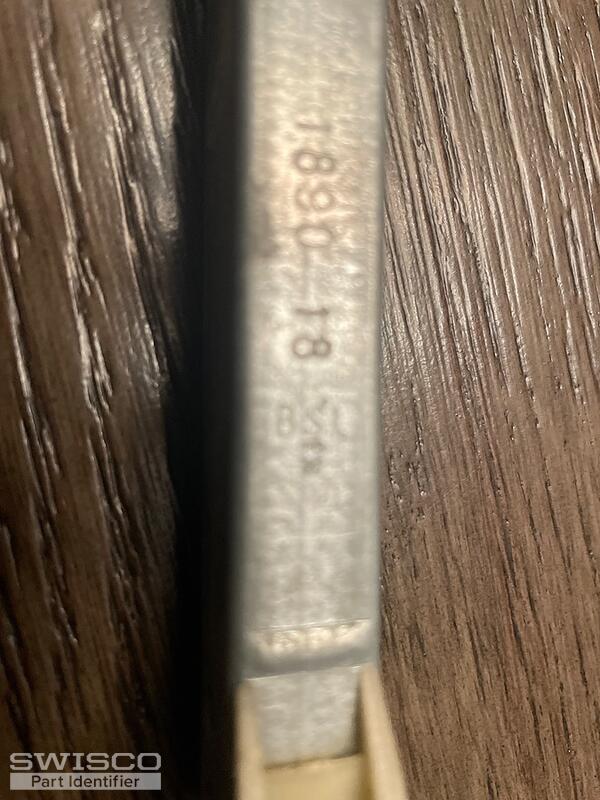 1890-18
SWISCO
Part Identifier